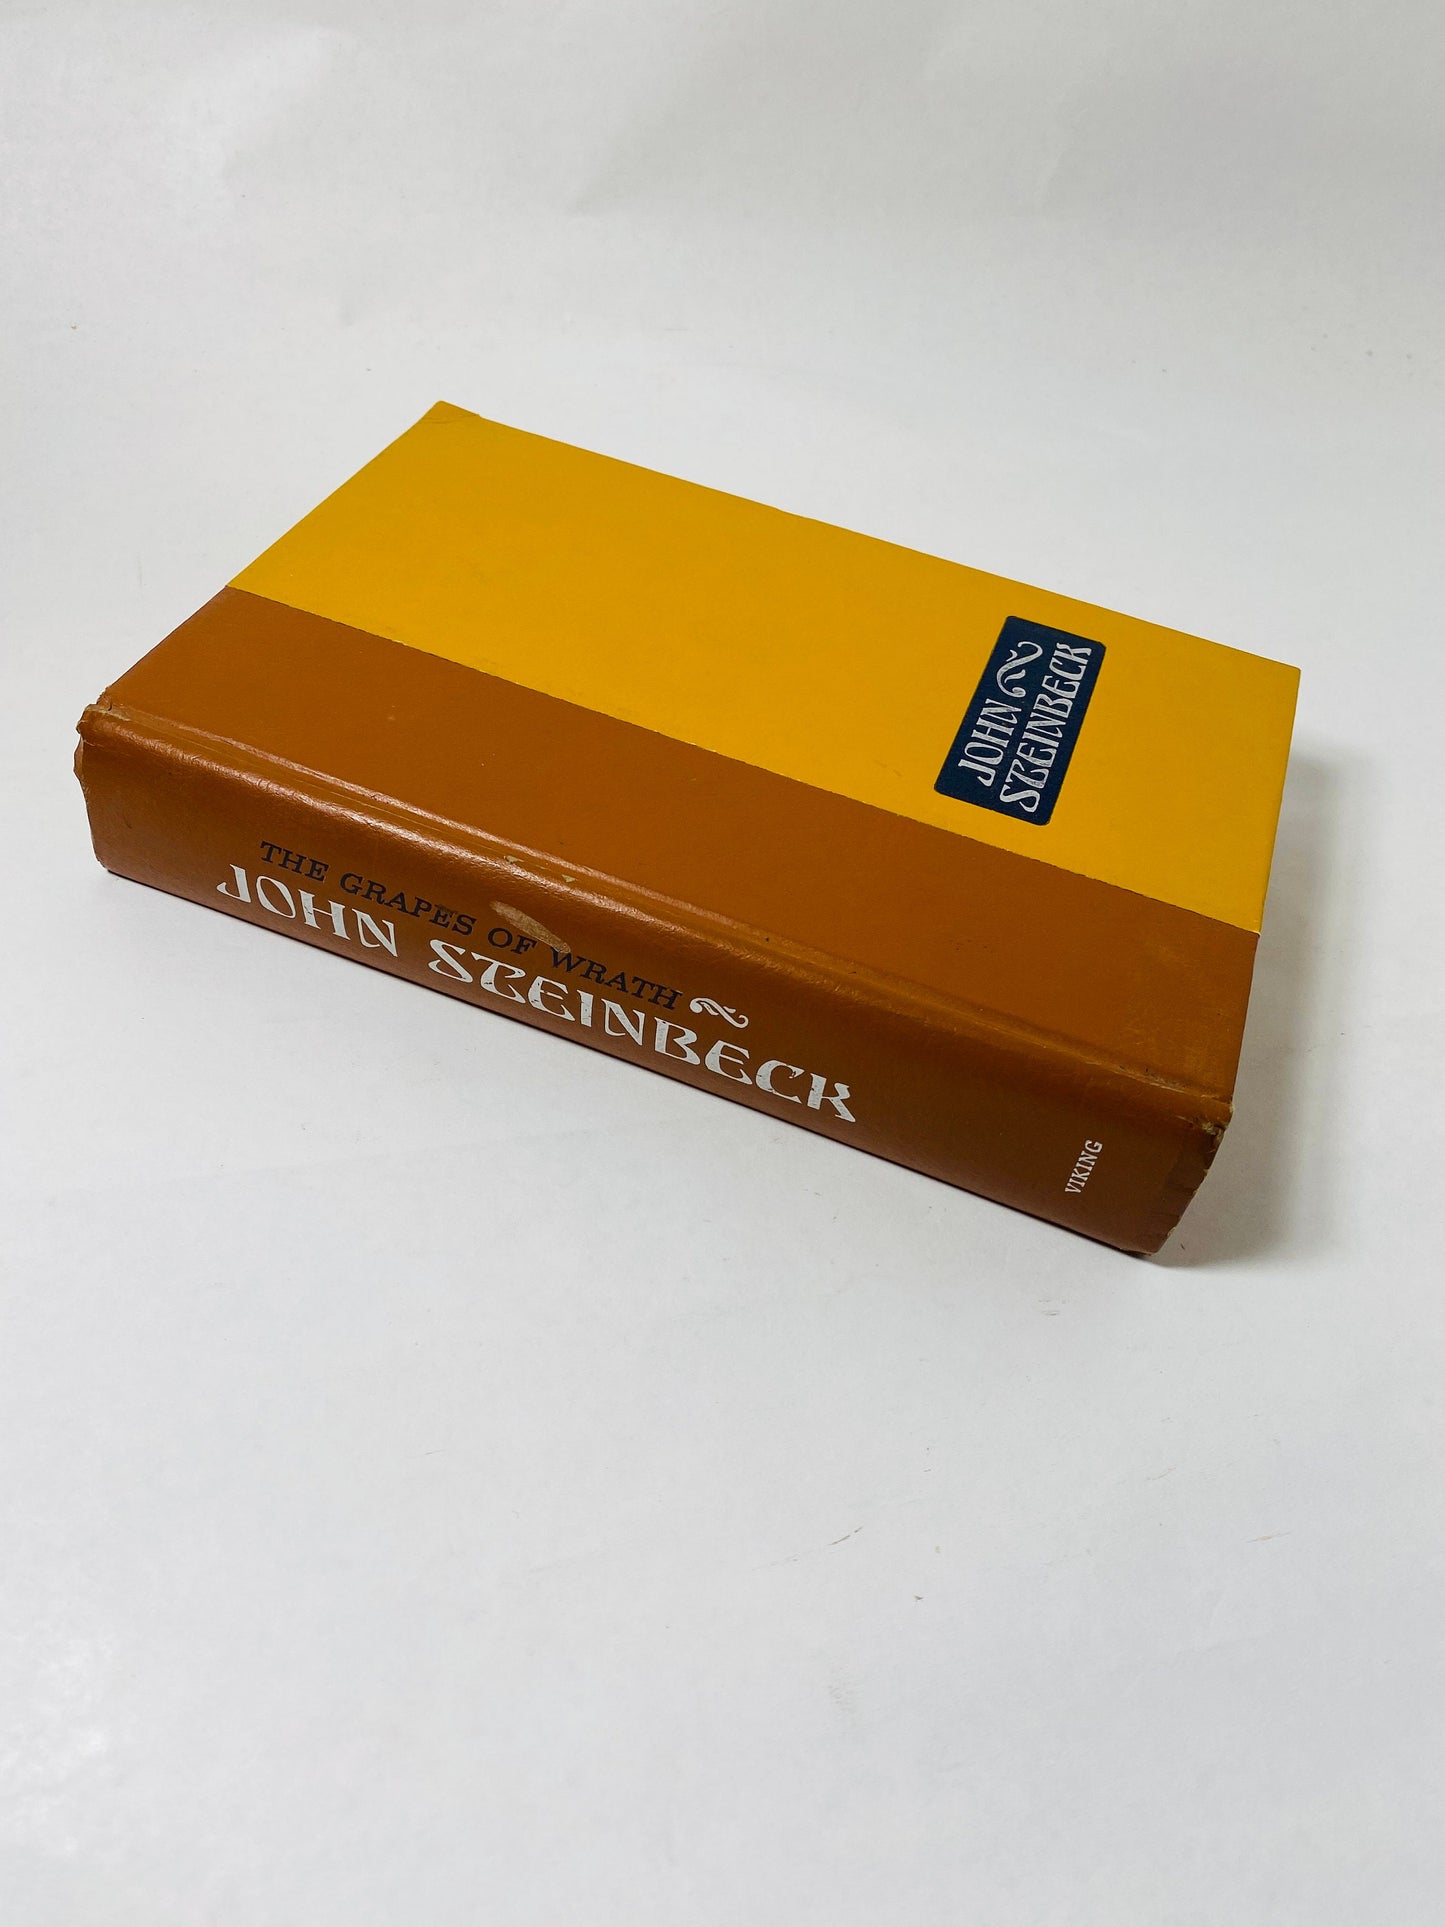 JOHN
STEINBECK
THE GRAPES OF WRATH
JOHN STEINBECK
VIKING